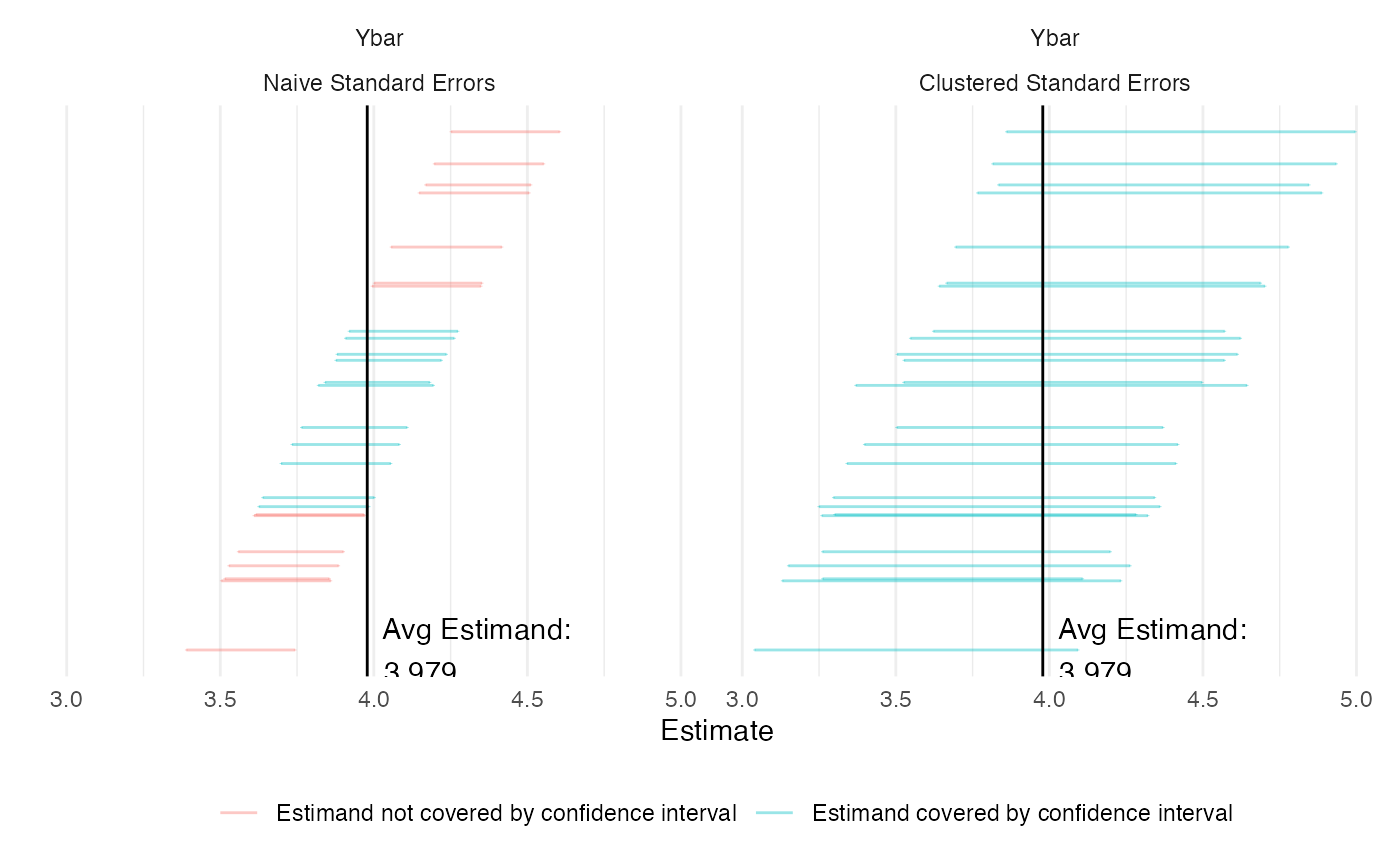 Ybar
Naive Standard Errors
Ybar
Clustered Standard Errors
Avg Estimand:
3.979
Avg Estimand:
3.979
3.0 3.5 4.0 4.5 5.0 3.0 3.5 4.0 4.5 5.0
Estimate
Estimand not covered by confidence interval Estimand covered by confidence interval